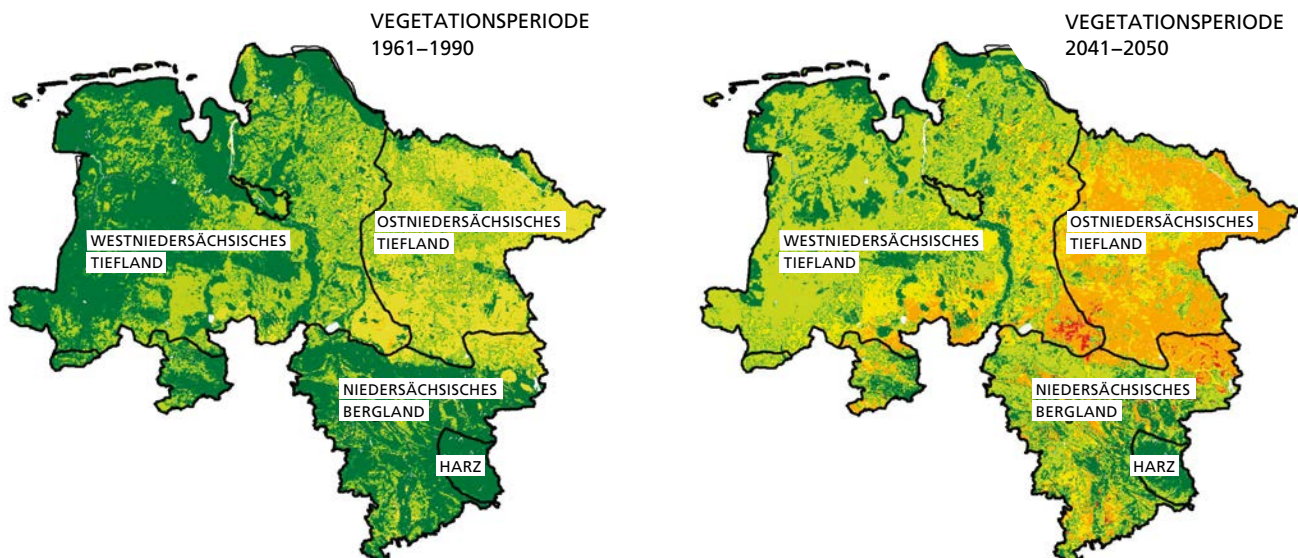 VEGETATIONSPERIODE
1961–1990
WESTNIEDERSÄCHSISCHES
TIEFLAND
OSTNIEDERSÄCHSISCHES
TIEFLAND
NIEDERSÄCHSISCHES
BERGLAND
HARZ
VEGETATIONSPERIODE
2041–2050
WESTNIEDERSÄCHSISCHES
TIEFLAND
OSTNIEDERSÄCHSISCHES
TIEFLAND
NIEDERSÄCHSISCHES
BERGLAND
HARZ